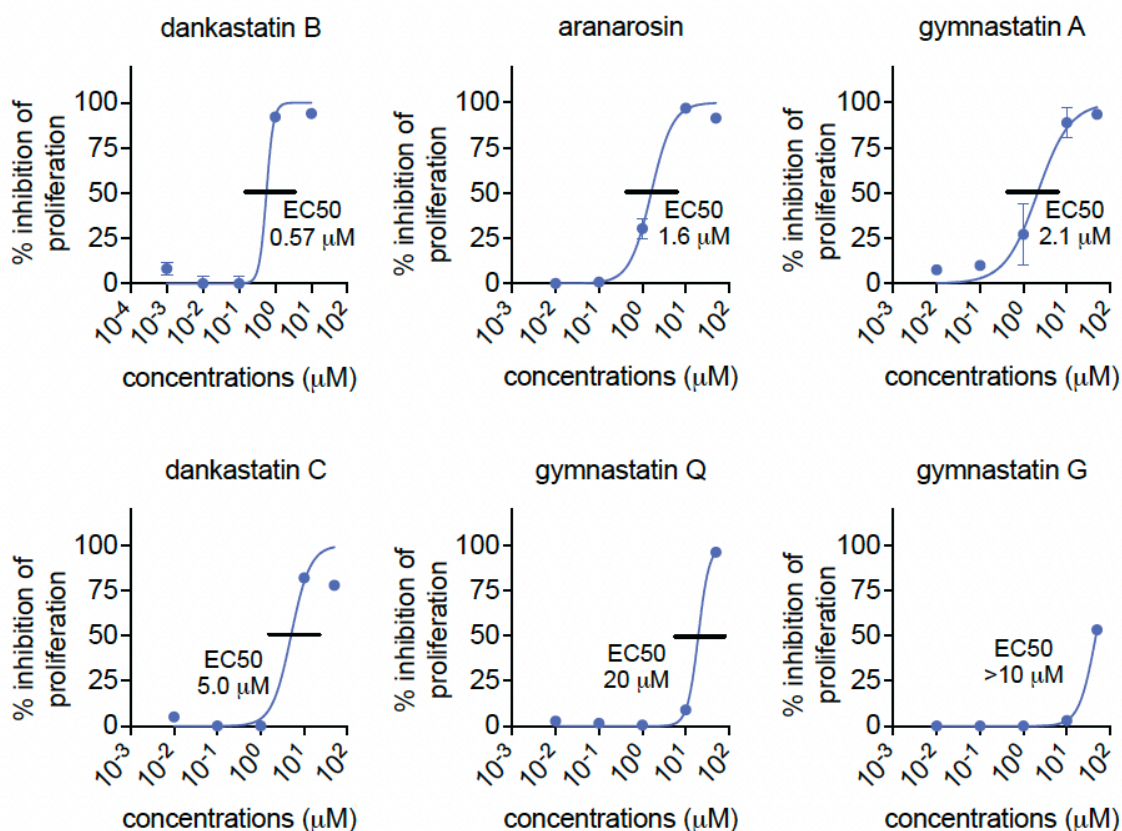 dankastatin B
% inhibition of
proliferation
100
75
50
25
0
EC50
0.57 μM
10-4
10-3
10-2
10-1
100
101
102
concentrations (μM)
aranarosin
% inhibition of
proliferation
100
75
50
25
0
EC50
1.6 μM
10-3
10-2
10-1
100
101
102
concentrations (μM)
gymnastatin A
% inhibition of
proliferation
100
75
50
25
0
EC50
2.1 μM
10-3
10-2
10-1
100
101
102
concentrations (μM)
dankastatin C
% inhibition of
proliferation
100
75
50
25
0
EC50
5.0 μM
10-3
10-2
10-1
100
101
102
concentrations (μM)
gymnastatin Q
% inhibition of
proliferation
100
75
50
25
0
EC50
20 μM
10-3
10-2
10-1
100
101
102
concentrations (μM)
gymnastatin G
% inhibition of
proliferation
100
75
50
25
0
EC50
>10 μM
10-3
10-2
10-1
100
101
102
concentrations (μM)